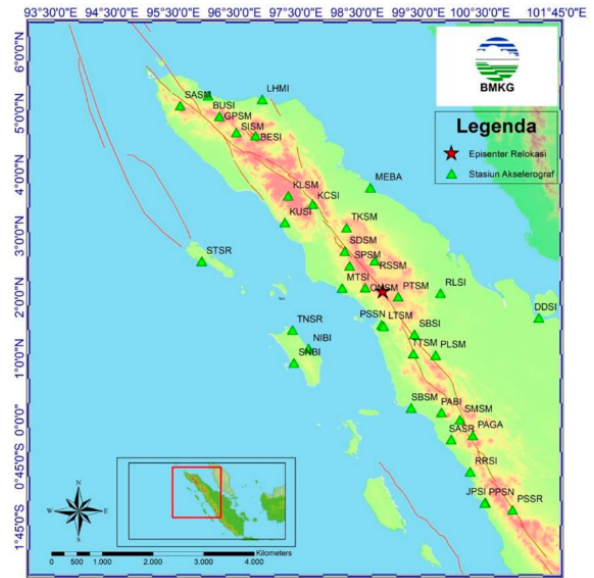 93°30'0"E 94°30'0"E 95°30'0"E 96°30'0"E 97°30'0"E 98°30'0"E 99°30'0"E 100°30'0"E 101°45'0"E
6°0'0"N
5°0'0"N
4°0'0"N
3°0'0"N
2°0'0"N
1°0'0"N
0°0'0"N
0°45'0"S
1°45'0"S
BMKG
Legenda
Episenter Relokasi
Stasiun Akselerograf
LHMI
SASM
BUSI
GPSM
SISM
BESI
MEBA
KLSM
KCSI
KUSI
TKSM
SDSM
STSR
SPSM
RSSM
MTSI
PTSM
RLSI
DDSI
PSSN
LTSM
TNSR
SBSI
NIBI
TTSM
PLSM
SNBI
SBSM
PABI
SMSM
SASR
PAGA
RRSI
JPSI
PPSN
PSSR
N
W
E
S
0 500 1.000 2.000 3.000 4.000
Kilometers